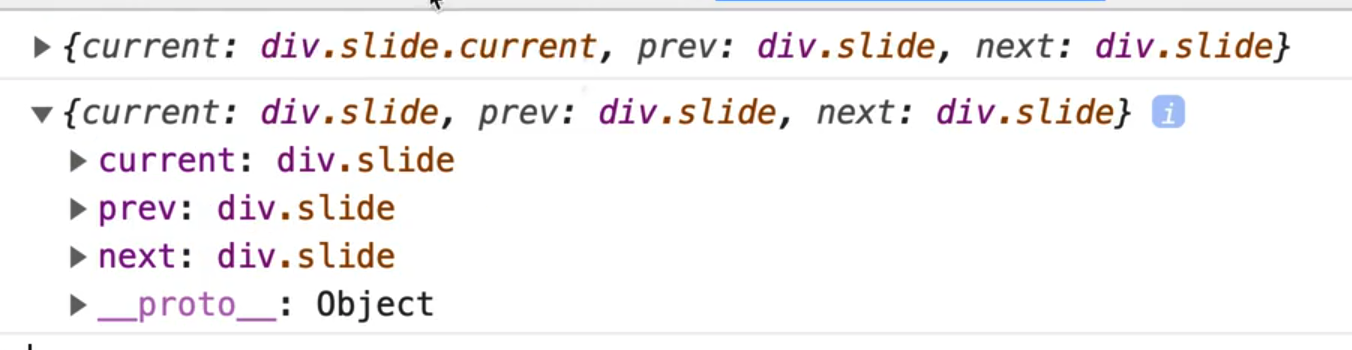 ▶ {current: div.slide.current, prev: div.slide, next: div.slide}
▼ {current: div.slide, prev: div.slide, next: div.slide} i
▶ current: div.slide
▶ prev: div.slide
▶ next: div.slide
▶ __proto__: Object